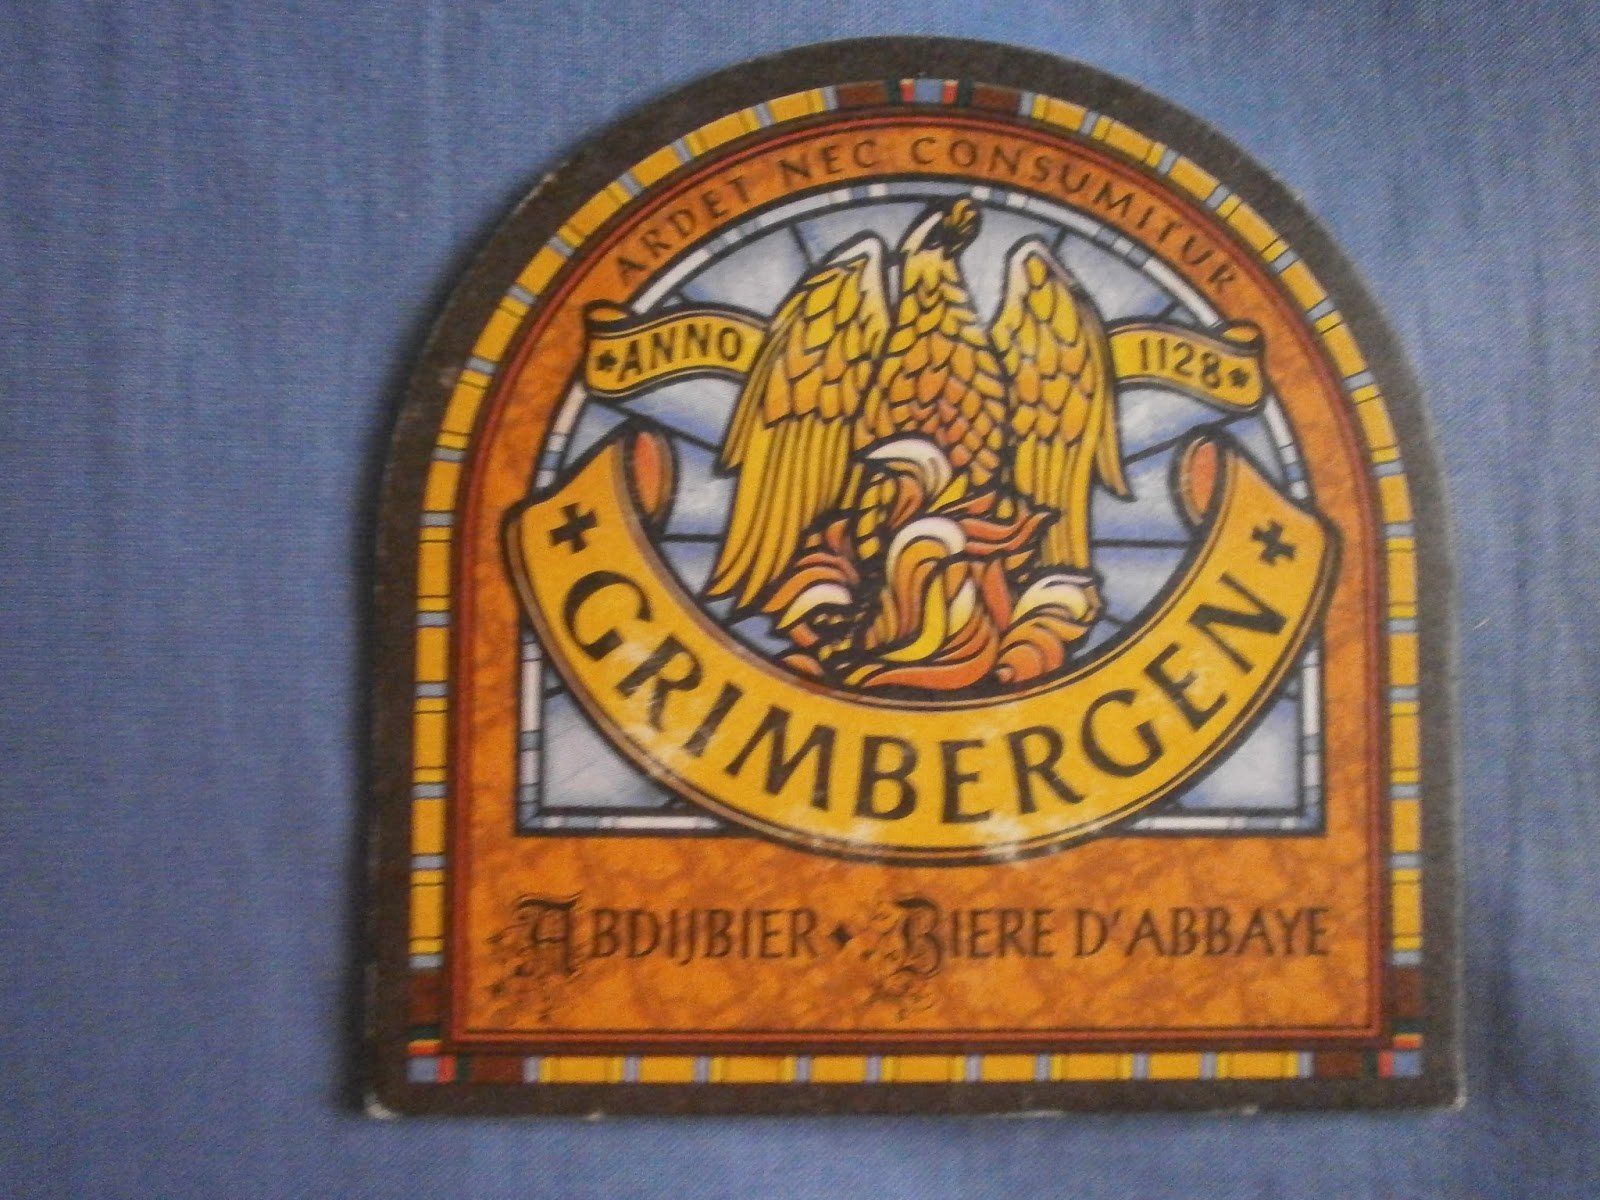 ARDET NEC CONSUMITUR
ANNO 1128
GRIMBERGEN
ABDIJBIER BIERE D'ABBAYE